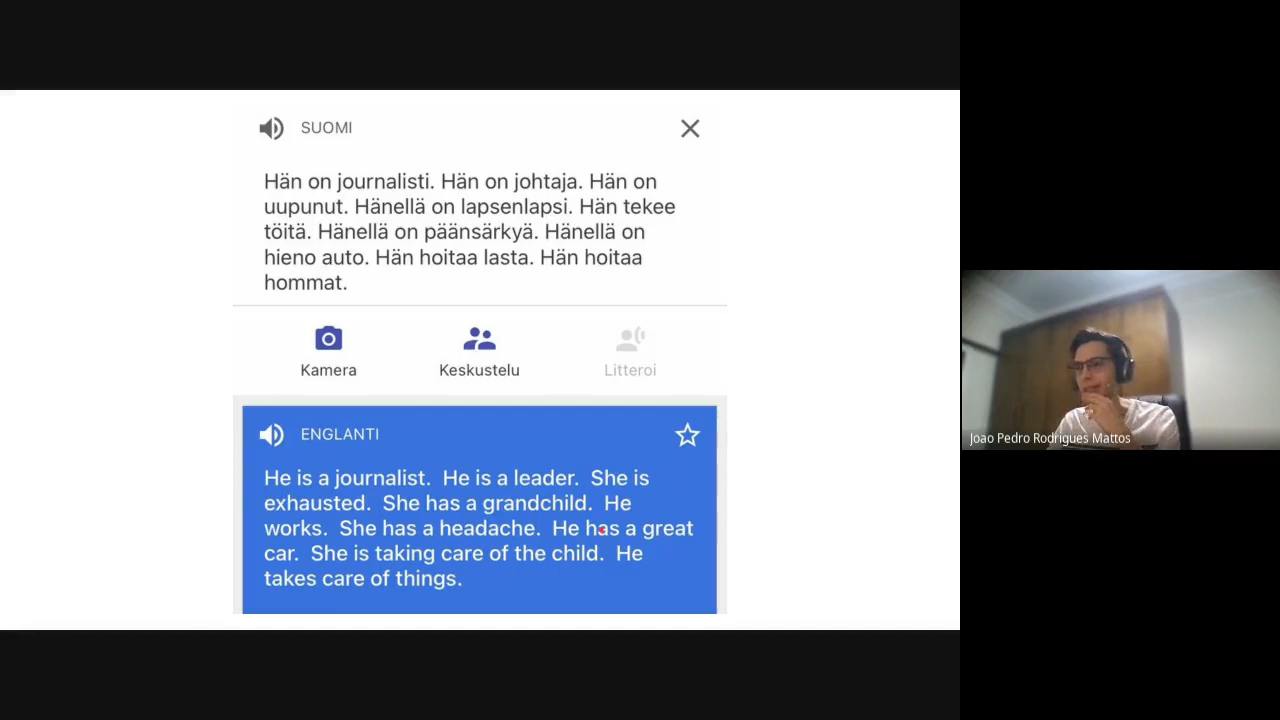 SUOMI
Hän on journalisti. Hän on johtaja. Hän on
uupunut. Hänellä on lapsenlapsi. Hän tekee
töitä. Hänellä on päänsärkyä. Hänellä on
hieno auto. Hän hoitaa lasta. Hän hoitaa
hommat.
Kamera
Keskustelu
Litteroi
ENGLANTI
He is a journalist. He is a leader. She is
exhausted. She has a grandchild. He
works. She has a headache. He has a great
car. She is taking care of the child. He
takes care of things.
Joao Pedro Rodrigues Mattos